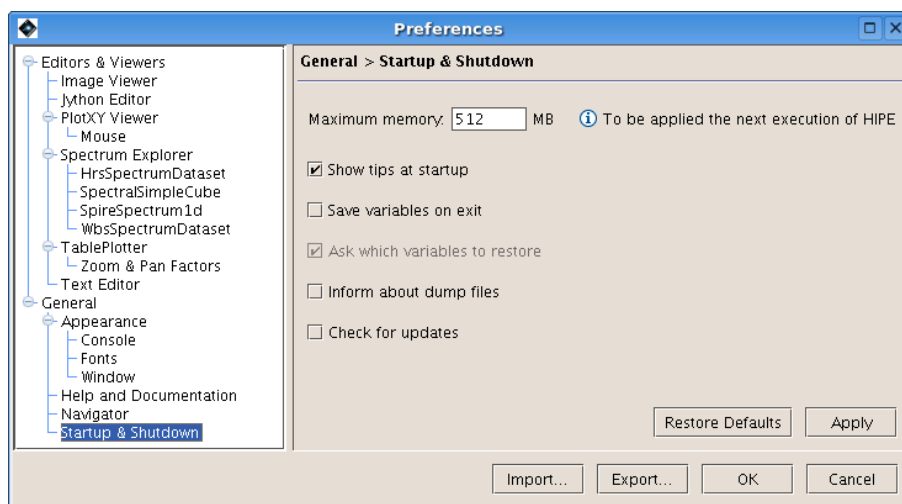 Preferences
Editors & Viewers
Image Viewer
Jython Editor
PlotXY Viewer
Mouse
Spectrum Explorer
HrsSpectrumDataset
SpectralSimpleCube
SpireSpectrum1d
WbsSpectrumDataset
TablePlotter
Zoom & Pan Factors
Text Editor
General
Appearance
Console
Fonts
Window
Help and Documentation
Navigator
Startup & Shutdown
General > Startup & Shutdown
Maximum memory: 512 MB To be applied the next execution of HIPE
Show tips at startup
Save variables on exit
Ask which variables to restore
Inform about dump files
Check for updates
Restore Defaults Apply
Import... Export... OK Cancel